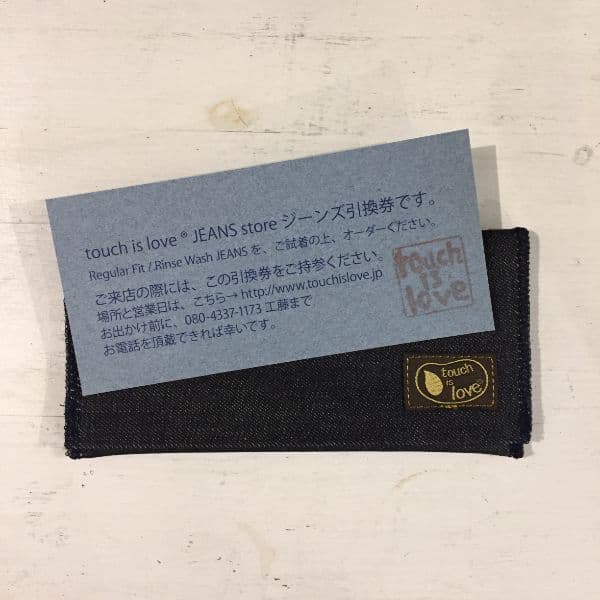 touch is love ® JEANS store ジーンズ引換券です。
Regular Fit /.Rinse Wash JEANS を、ご試着の上、オーダーください。
ご来店の際には、この引換券をご持参ください。
場所と営業日は、こちら→ http://www.touchislove.jp
お出かけ前に、080-4337-1173 工藤まで
お電話を頂戴できれば幸いです。
touch
is
love
touch
is
love®